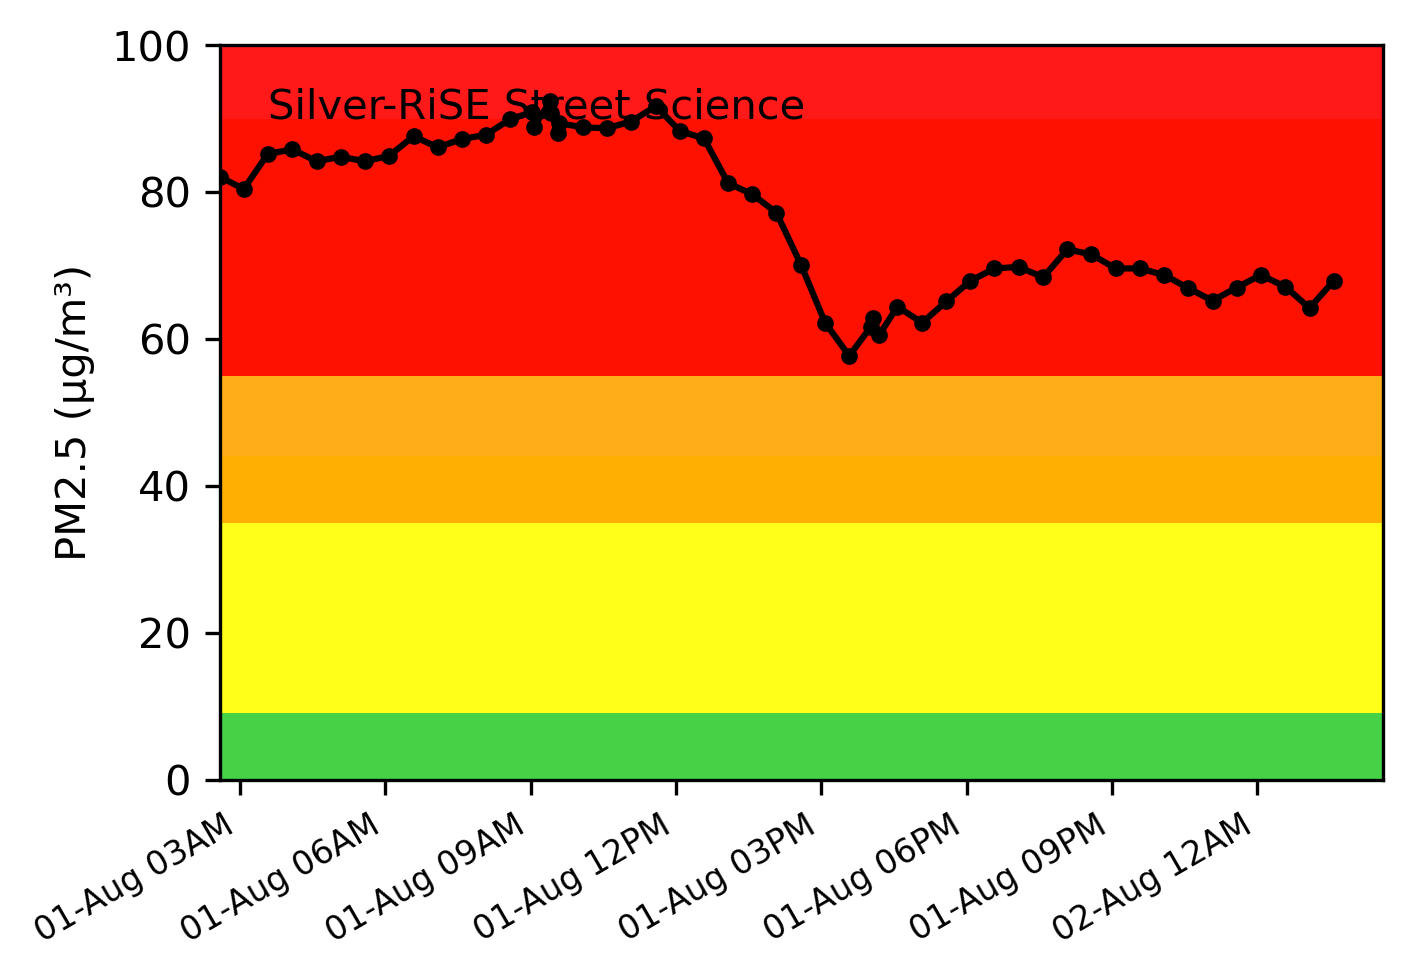 100
Silver-RiSE Street Science
80
60
40
20
0
PM2.5 (μg/m³)
01-Aug 03AM
01-Aug 06AM
01-Aug 09AM
01-Aug 12PM
01-Aug 03PM
01-Aug 06PM
01-Aug 09PM
02-Aug 12AM